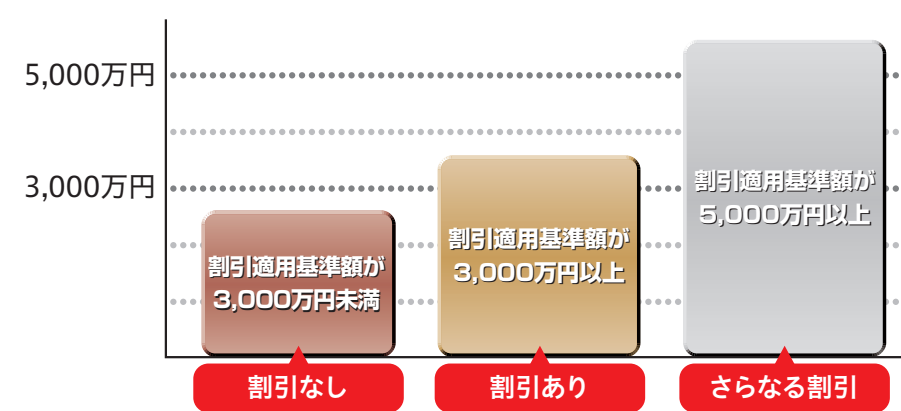 5,000万円
3,000万円
割引適用基準額が
3,000万円未満
割引適用基準額が
3,000万円以上
割引適用基準額が
5,000万円以上
割引なし
割引あり
さらなる割引